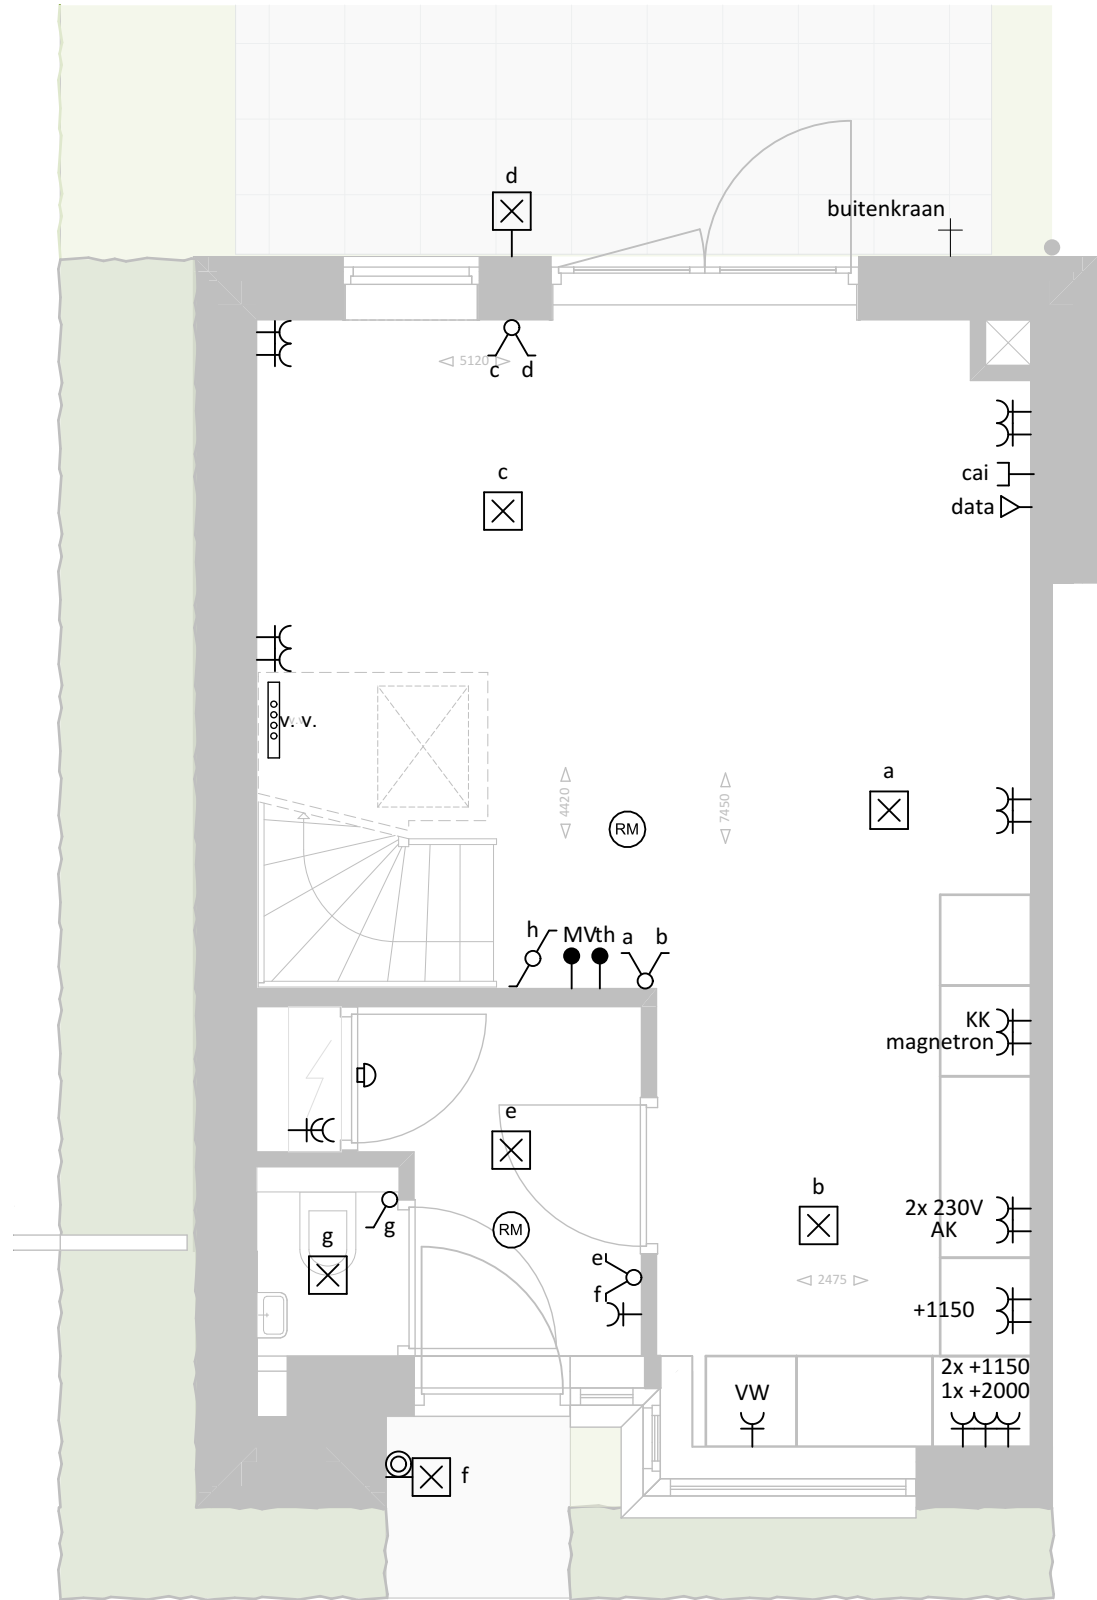 d
buitenkraan
5120
c d
c
cai
data
v. v.
a
4420
7450
RM
h MV th a b
KK
magnetron
e
b
2x 230V
AK
g
g
RM
e
f
2475
+1150
2x +1150
1x +2000
VW
f